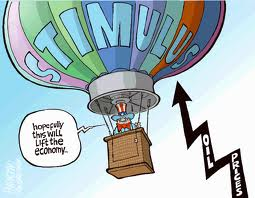 STIMULUS
hopefully
this will
lift the
economy..
OIL
PRICES